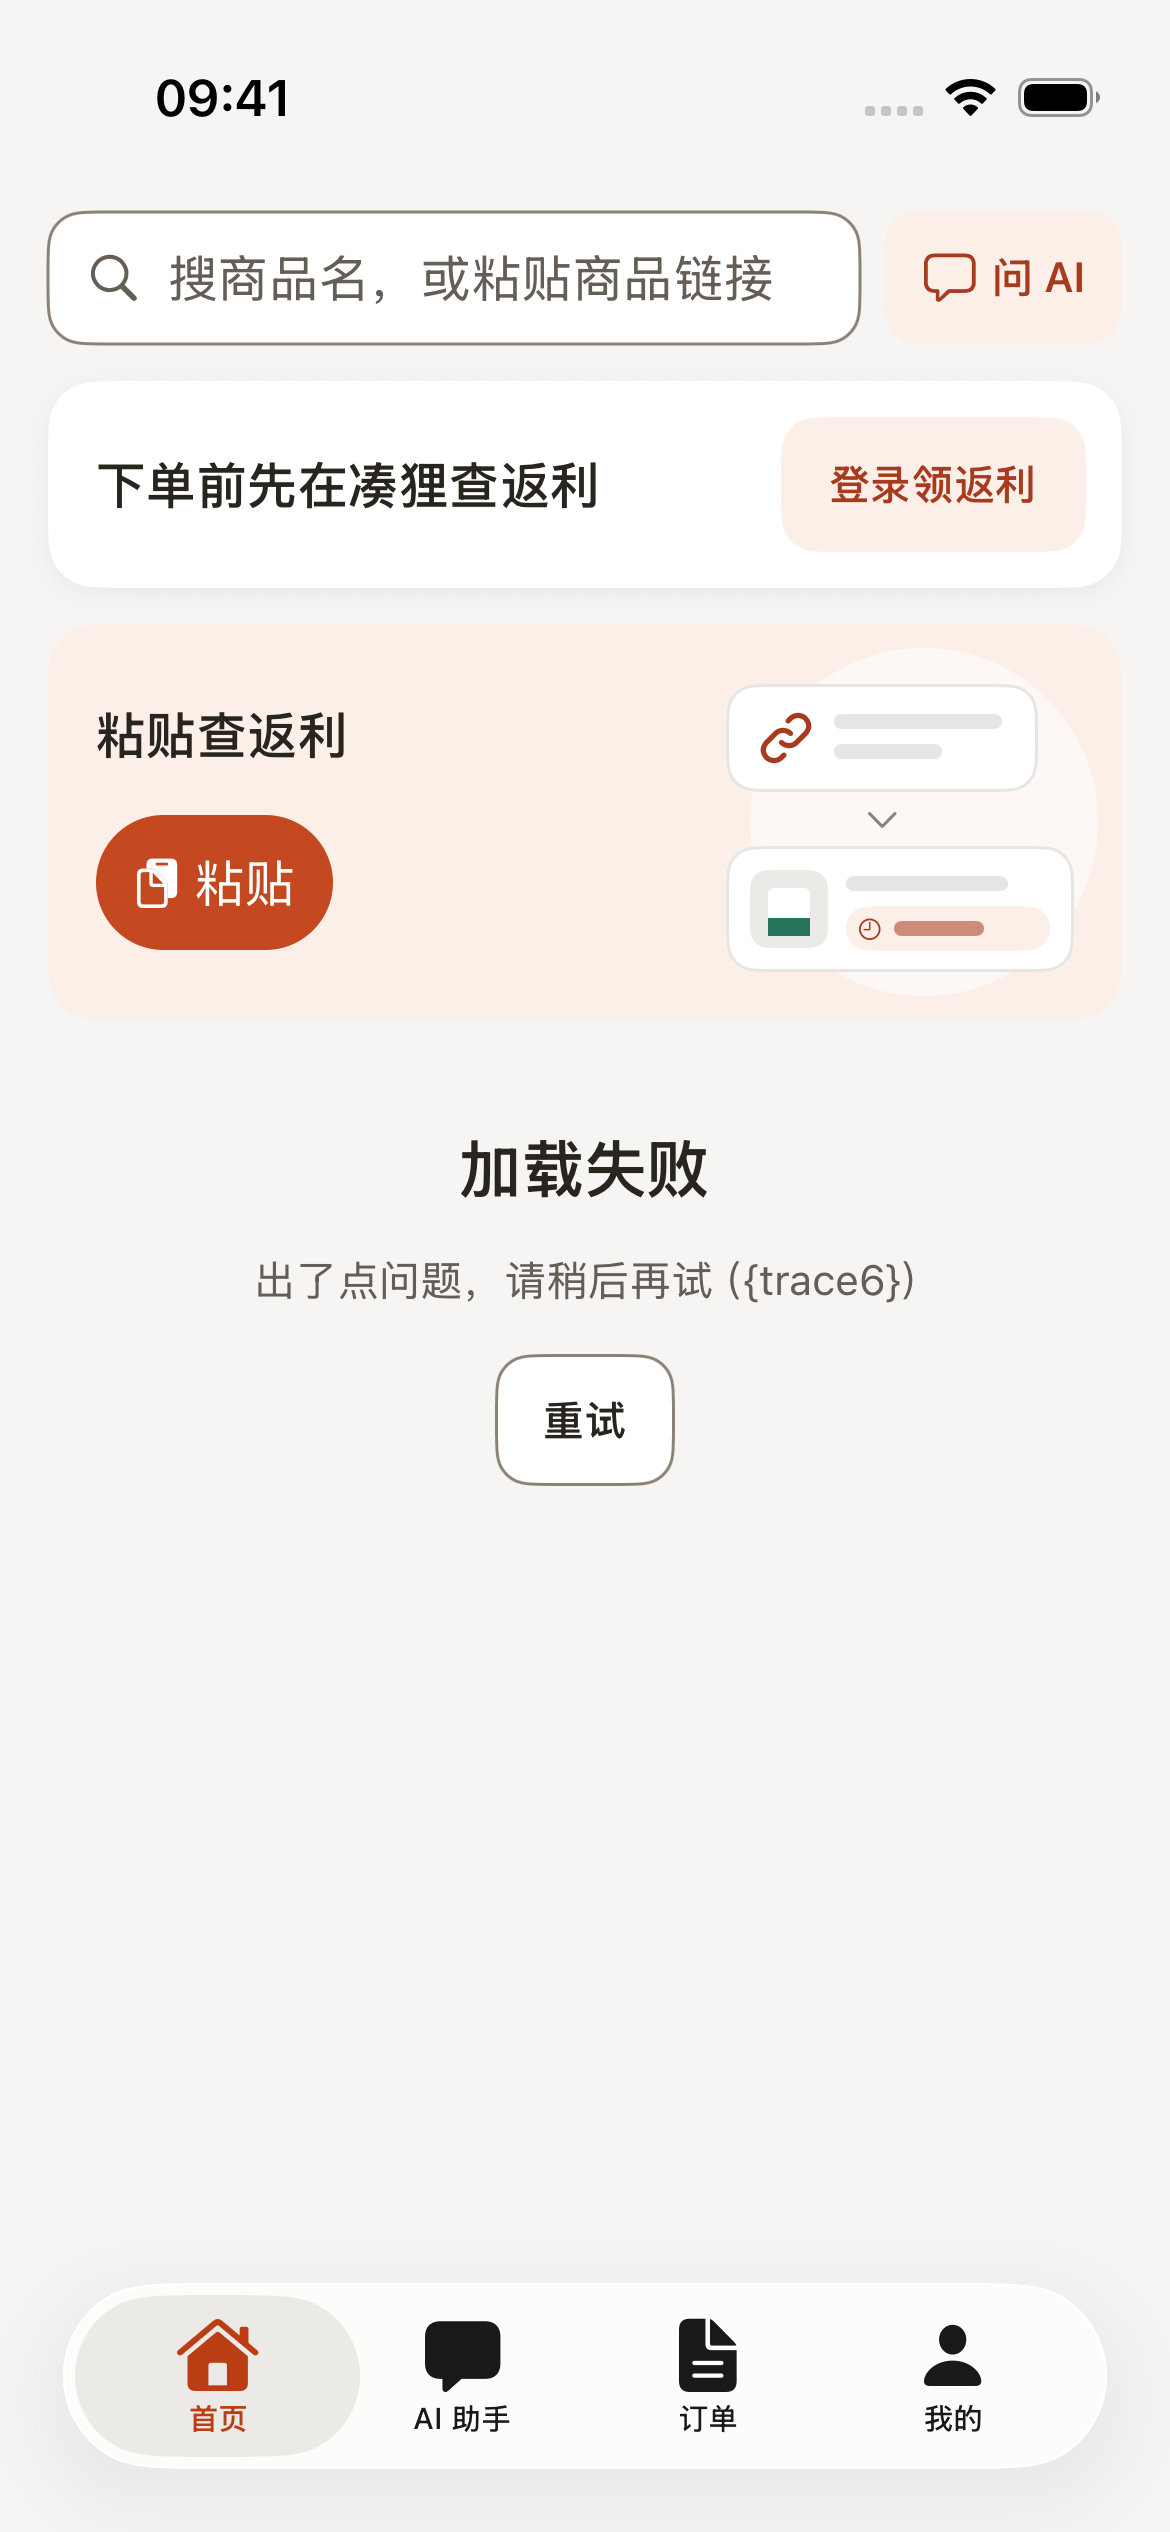 09:41
搜商品名，或粘贴商品链接
问 AI
下单前先在凑狸查返利
登录领返利
粘贴查返利
粘贴
加载失败
出了点问题，请稍后再试 ({trace6})
重试
首页
AI 助手
订单
我的